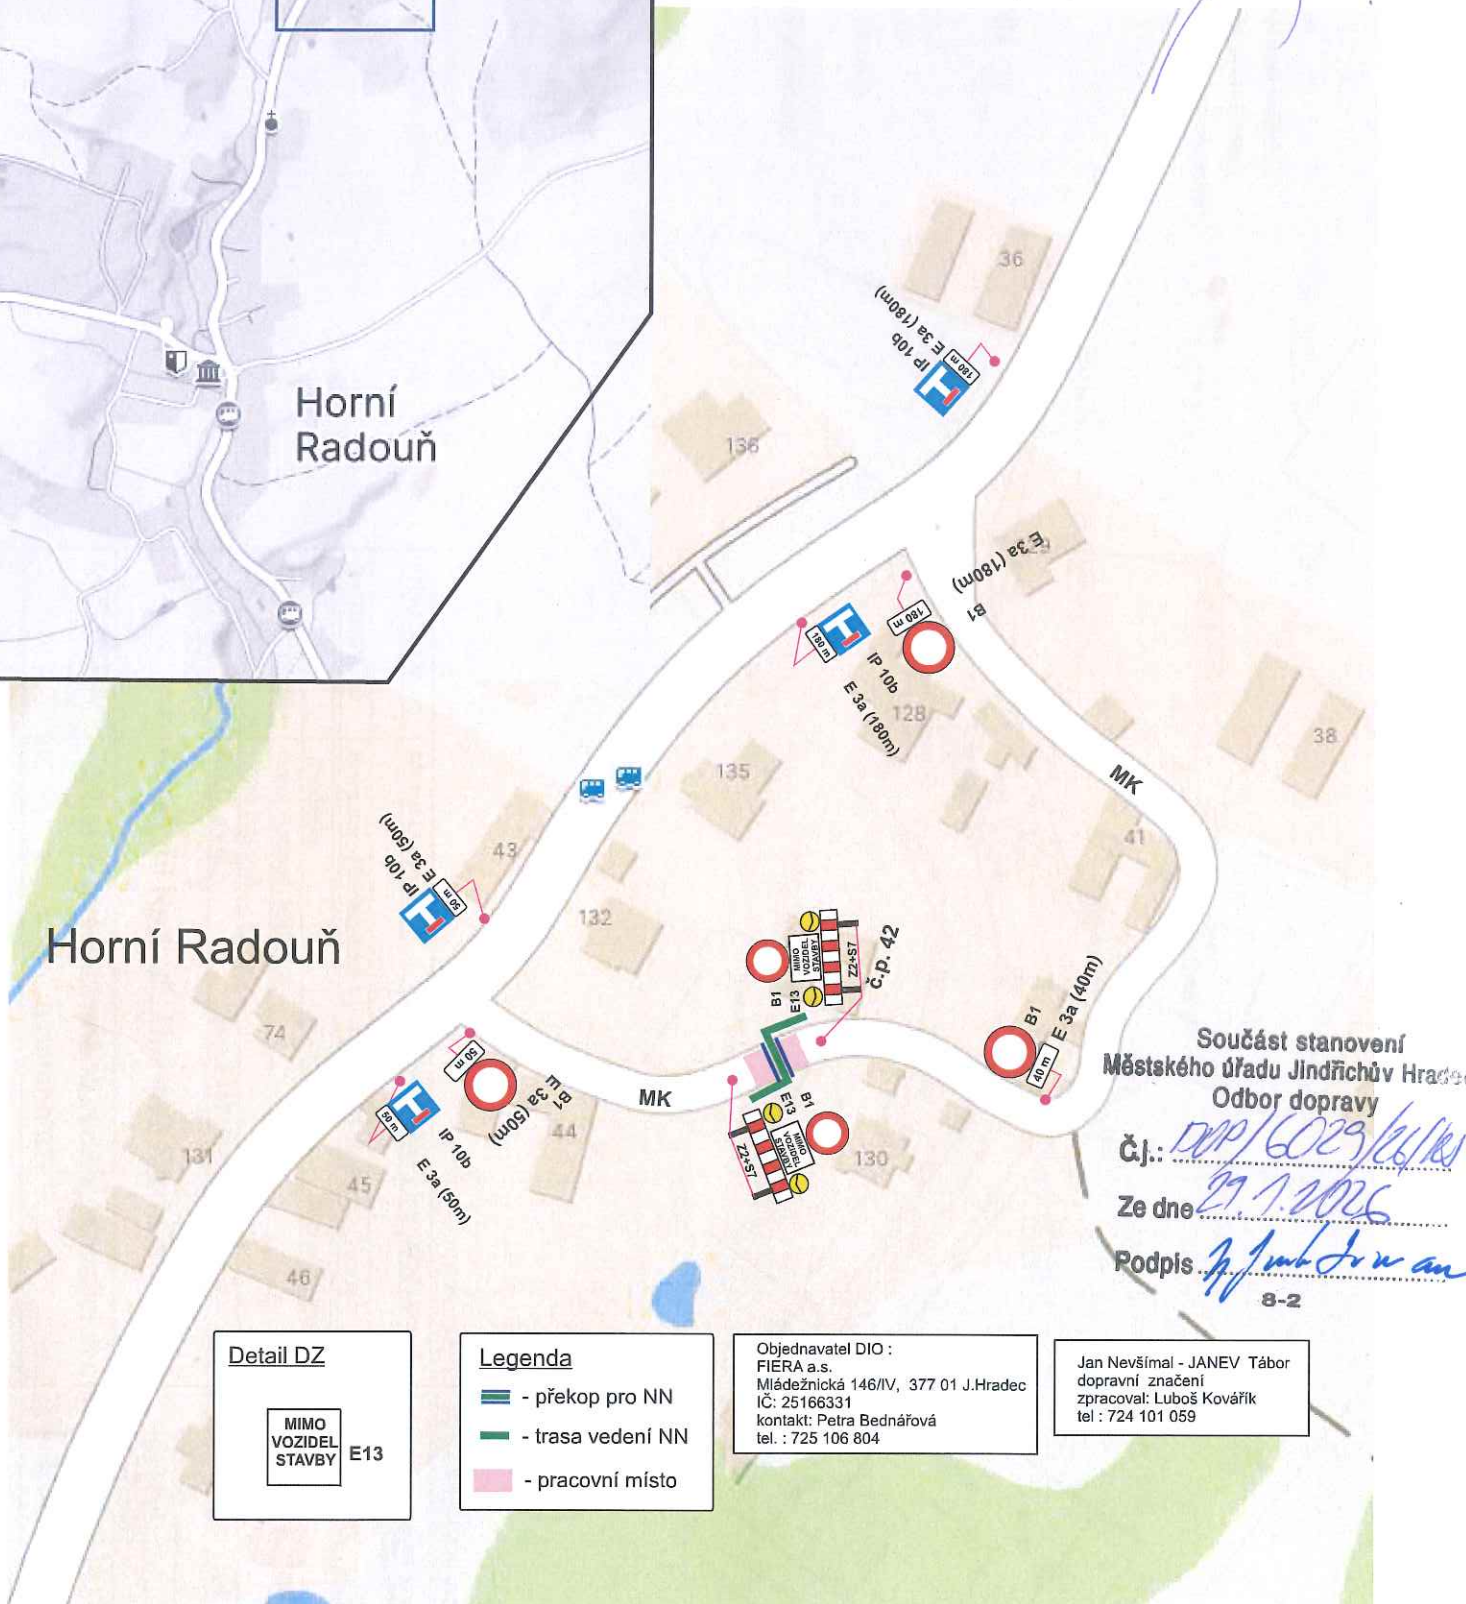 Horní
Radouň
36
E 3a (180m)
IP 10b
180 m
136
E 3a (180m)
B1
180 m
180 m
IP 10b
E 3a (180m)
128
38
135
MK
41
43
E 3a (50m)
IP 10b
50 m
132
Horní Radouň
74
MIMO
VOZIDEL
STAVBY
Z2+S7
č.p. 42
B1
E13
B1
E 3a (40m)
40 m
50 m
B1
E 3a (50m)
MK
50 m
IP 10b
E 3a (50m)
44
45
46
131
E13
B1
MIMO
VOZIDEL
STAVBY
Z2+S7
130
Součást stanovení
Městského úřadu Jindřichův Hradec
Odbor dopravy
Č.j.: DOP/6029/26/
Ze dne 29.1.2026
Podpis
8-2
Detail DZ
MIMO
VOZIDEL
STAVBY
E13
Legenda
- překop pro NN
- trasa vedení NN
- pracovní místo
Objednavatel DIO :
FIERA a.s.
Mládežnická 146/IV, 377 01 J.Hradec
IČ: 25166331
kontakt: Petra Bednářová
tel. : 725 106 804
Jan Nevšímal - JANEV Tábor
dopravní značení
zpracoval: Luboš Kovářík
tel : 724 101 059